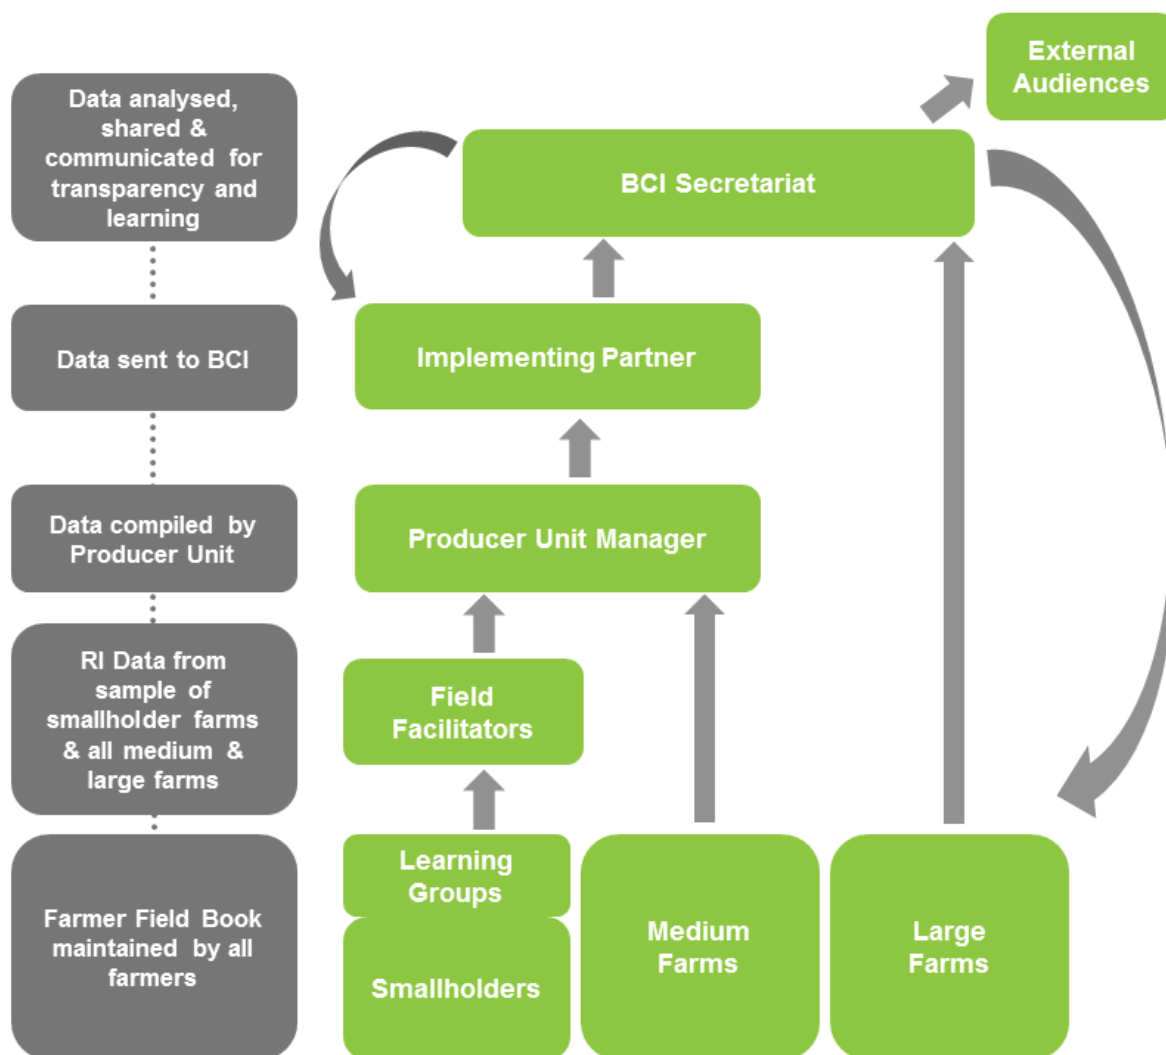 External
Audiences
Data analysed,
shared &
communicated for
transparency and
learning
BCI Secretariat
Data sent to BCI
Implementing Partner
Data compiled by
Producer Unit
Producer Unit Manager
RI Data from
sample of
smallholder farms
& all medium &
large farms
Field
Facilitators
Farmer Field Book
maintained by all
farmers
Learning
Groups
Smallholders
Medium
Farms
Large
Farms